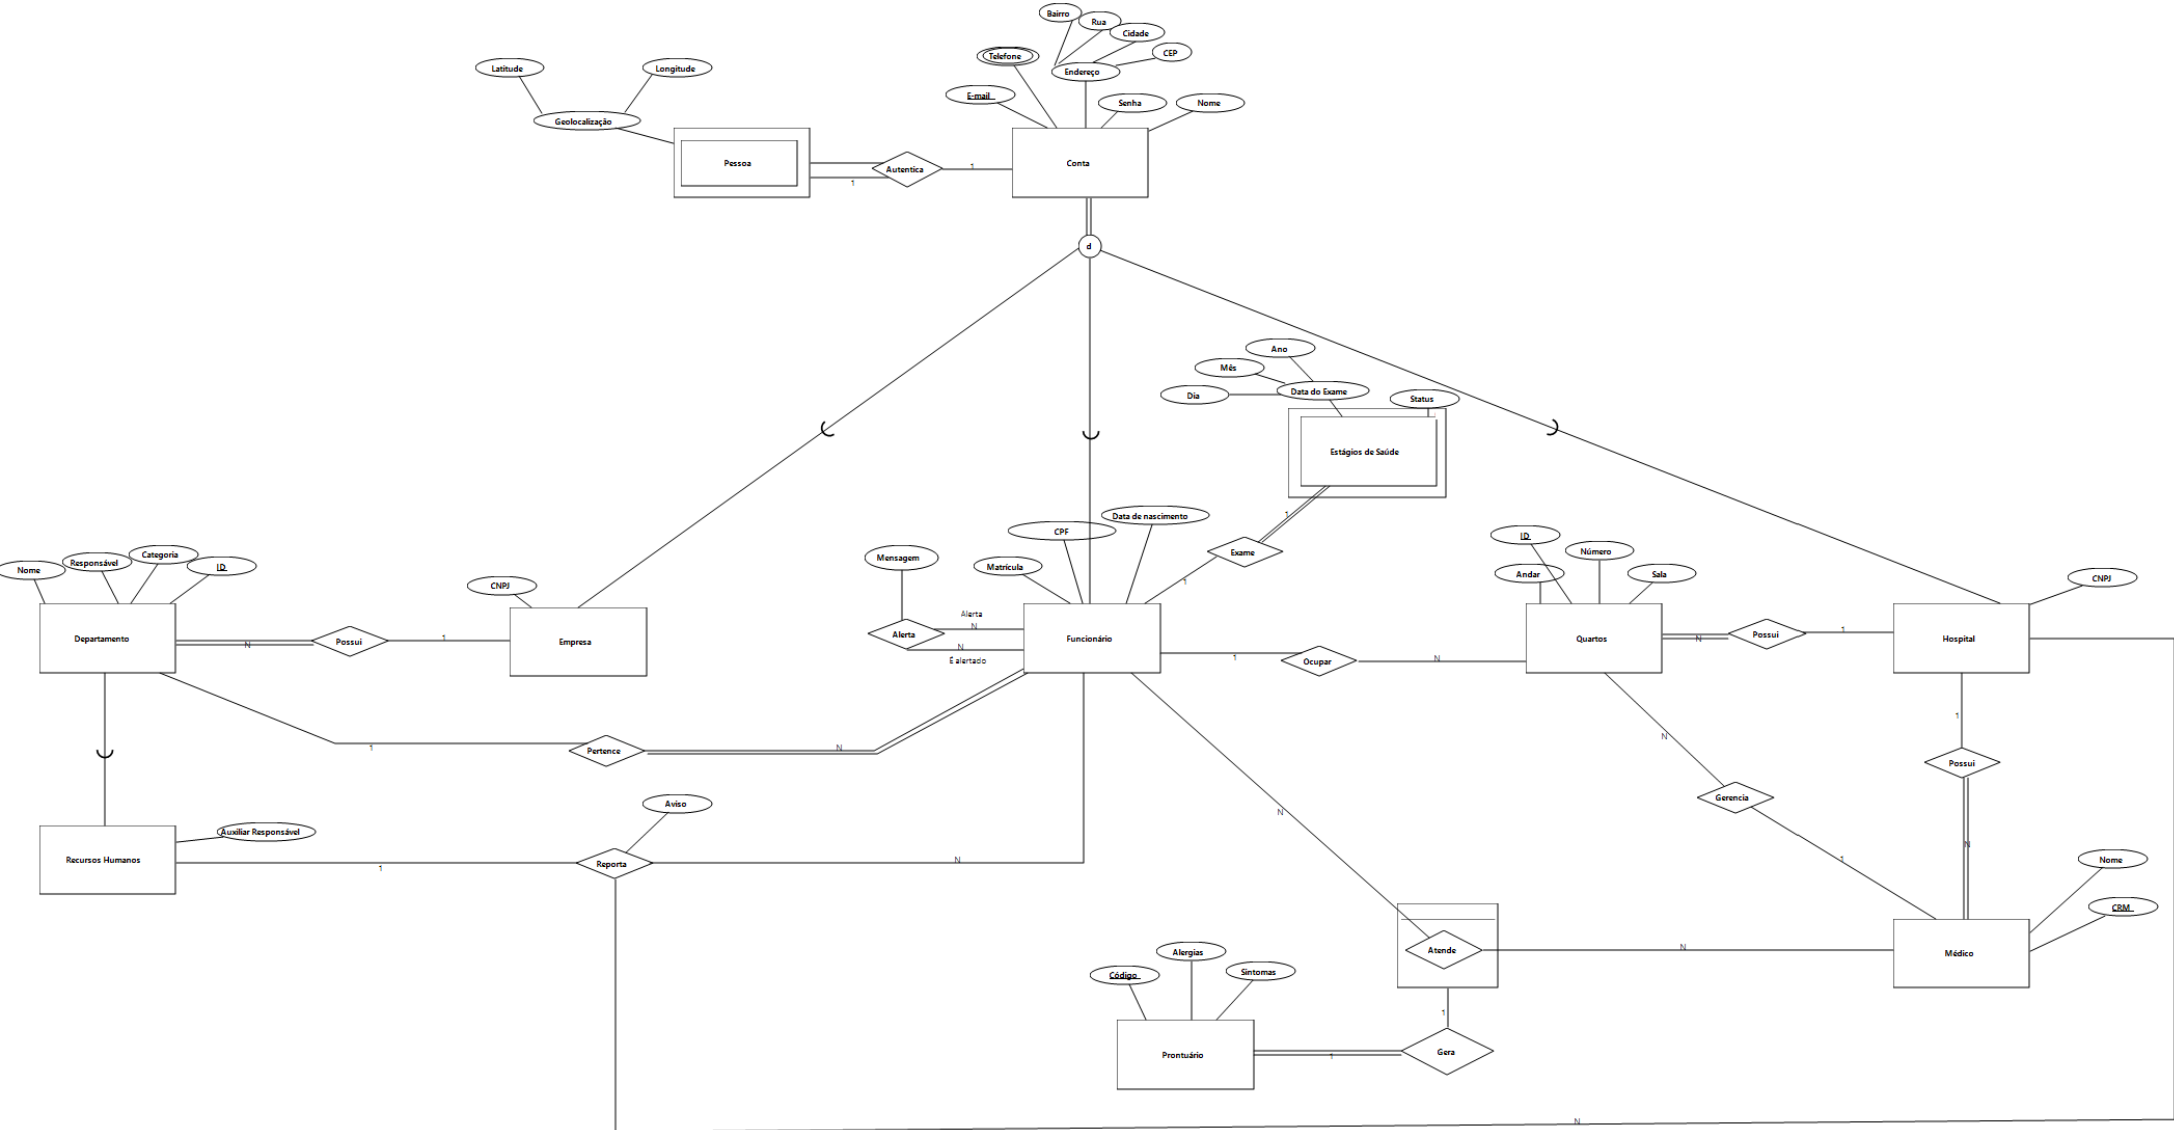 Bairro
Rua
Cidade
CEP
Telefone
Endereço
Latitude
Longitude
E-mail
Senha
Nome
Geolocalização
Pessoa
1
Autentica
1
Conta
d
Ano
Mês
Data do Exame
Dia
Status
Estágios de Saúde
1
Data de nascimento
CPF
Exame
Mensagem
Matrícula
1
ID
Número
Andar
Sala
CNPJ
Nome
Responsável
Categoria
ID
CNPJ
Alerta
N
Departamento
N
Possui
1
Empresa
Alerta
N
É alertado
Funcionário
1
Ocupar
N
Quartos
N
Possui
1
Hospital
1
Pertence
N
N
1
Possui
Aviso
Gerencia
N
Auxiliar Responsável
Recursos Humanos
1
Reporta
N
1
N
Nome
CRM
Atende
N
Médico
Código
Alergias
Sintomas
1
Prontuário
1
Gera
N